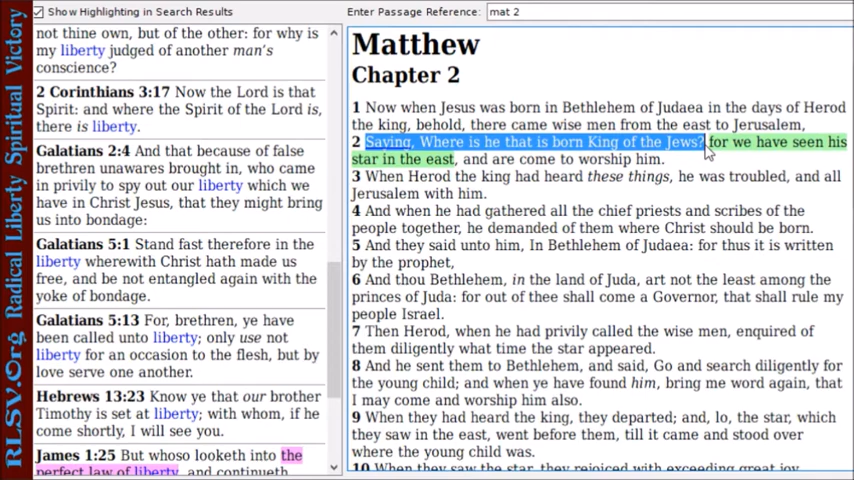 RLSV.Org Radical Liberty Spiritual Victory
Show Highlighting in Search Results
not thine own, but of the other: for why is
my liberty judged of another man's
conscience?
2 Corinthians 3:17 Now the Lord is that
Spirit: and where the Spirit of the Lord is,
there is liberty.
Galatians 2:4 And that because of false
brethren unawares brought in, who came
in privily to spy out our liberty which we
have in Christ Jesus, that they might bring
us into bondage:
Galatians 5:1 Stand fast therefore in the
liberty wherewith Christ hath made us
free, and be not entangled again with the
yoke of bondage.
Galatians 5:13 For, brethren, ye have
been called unto liberty; only use not
liberty for an occasion to the flesh, but by
love serve one another.
Hebrews 13:23 Know ye that our brother
Timothy is set at liberty; with whom, if he
come shortly, I will see you.
James 1:25 But whoso looketh into the
perfect law of liberty, and continueth
Enter Passage Reference: mat 2
Matthew
Chapter 2
1 Now when Jesus was born in Bethlehem of Judaea in the days of Herod
the king, behold, there came wise men from the east to Jerusalem,
2 Saying, Where is he that is born King of the Jews? for we have seen his
star in the east, and are come to worship him.
3 When Herod the king had heard these things, he was troubled, and all
Jerusalem with him.
4 And when he had gathered all the chief priests and scribes of the
people together, he demanded of them where Christ should be born.
5 And they said unto him, In Bethlehem of Judaea: for thus it is written
by the prophet,
6 And thou Bethlehem, in the land of Juda, art not the least among the
princes of Juda: for out of thee shall come a Governor, that shall rule my
people Israel.
7 Then Herod, when he had privily called the wise men, enquired of
them diligently what time the star appeared.
8 And he sent them to Bethlehem, and said, Go and search diligently for
the young child; and when ye have found him, bring me word again, that
I may come and worship him also.
9 When they had heard the king, they departed; and, lo, the star, which
they saw in the east, went before them, till it came and stood over
where the young child was.
10 When they saw the star, they rejoiced with exceeding great joy